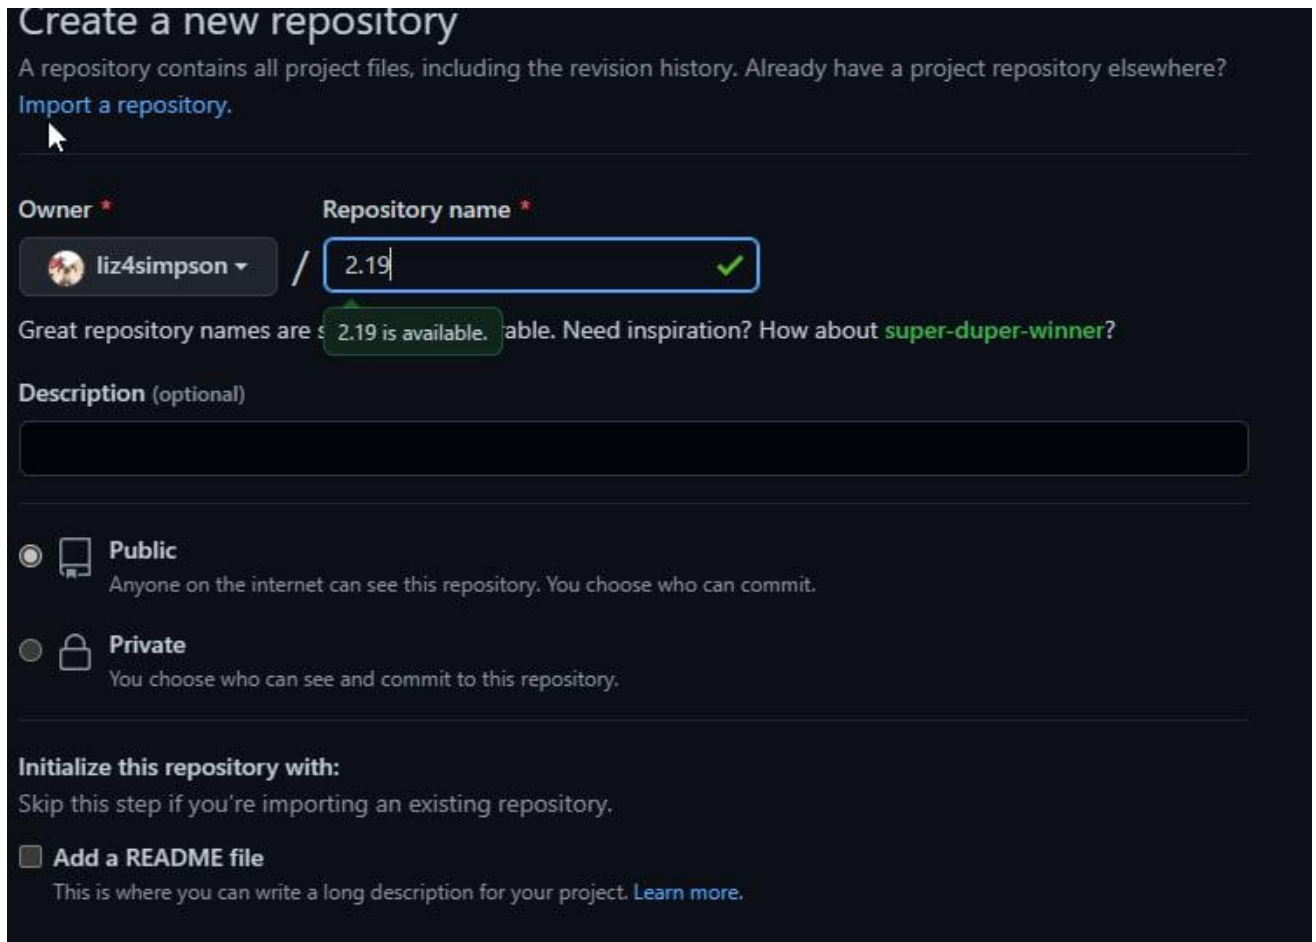 Create a new repository
A repository contains all project files, including the revision history. Already have a project repository elsewhere?
Import a repository.
Owner * Repository name *
liz4simpson / 2.19
Great repository names are s 2.19 is available. able. Need inspiration? How about super-duper-winner?
Description (optional)
Public
Anyone on the internet can see this repository. You choose who can commit.
Private
You choose who can see and commit to this repository.
Initialize this repository with:
Skip this step if you’re importing an existing repository.
Add a README file
This is where you can write a long description for your project. Learn more.